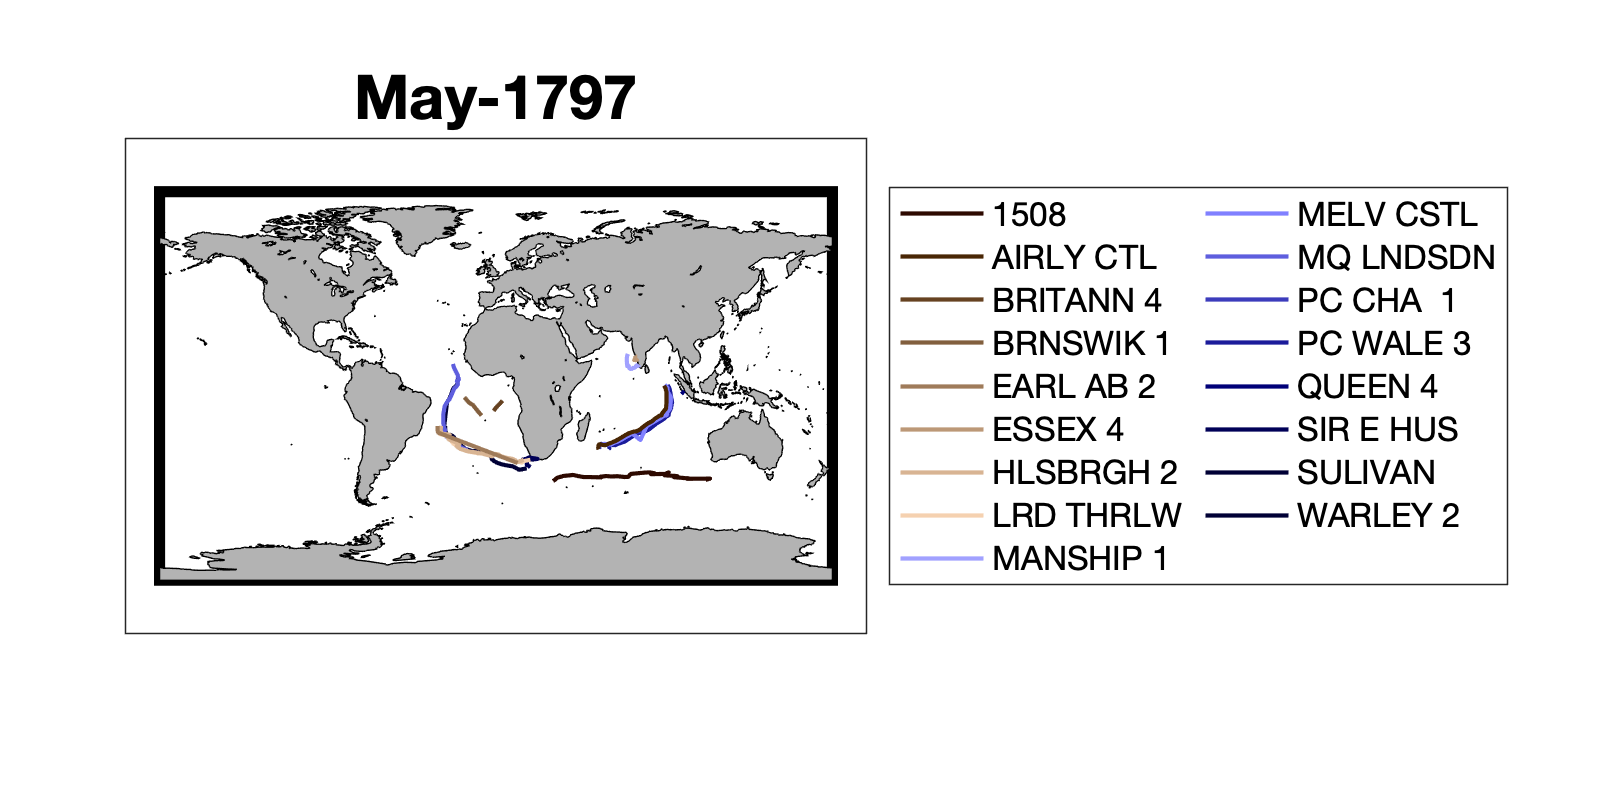 May-1797
1508
AIRLY CTL
BRITANN 4
BRNSWIK 1
EARL AB 2
ESSEX 4
HLSBRGH 2
LRD THRLW
MANSHIP 1
MELV CSTL
MQ LNDSDN
PC CHA  1
PC WALE 3
QUEEN 4
SIR E HUS
SULIVAN
WARLEY 2